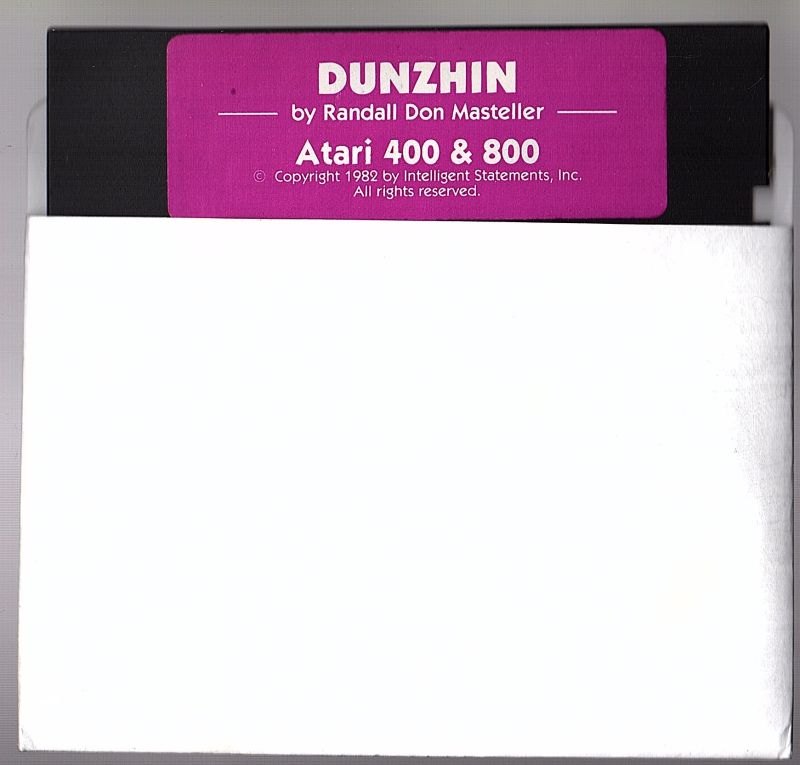 DUNZHIN
by Randall Don Masteller
Atari 400 & 800
© Copyright 1982 by Intelligent Statements, Inc.
All rights reserved.